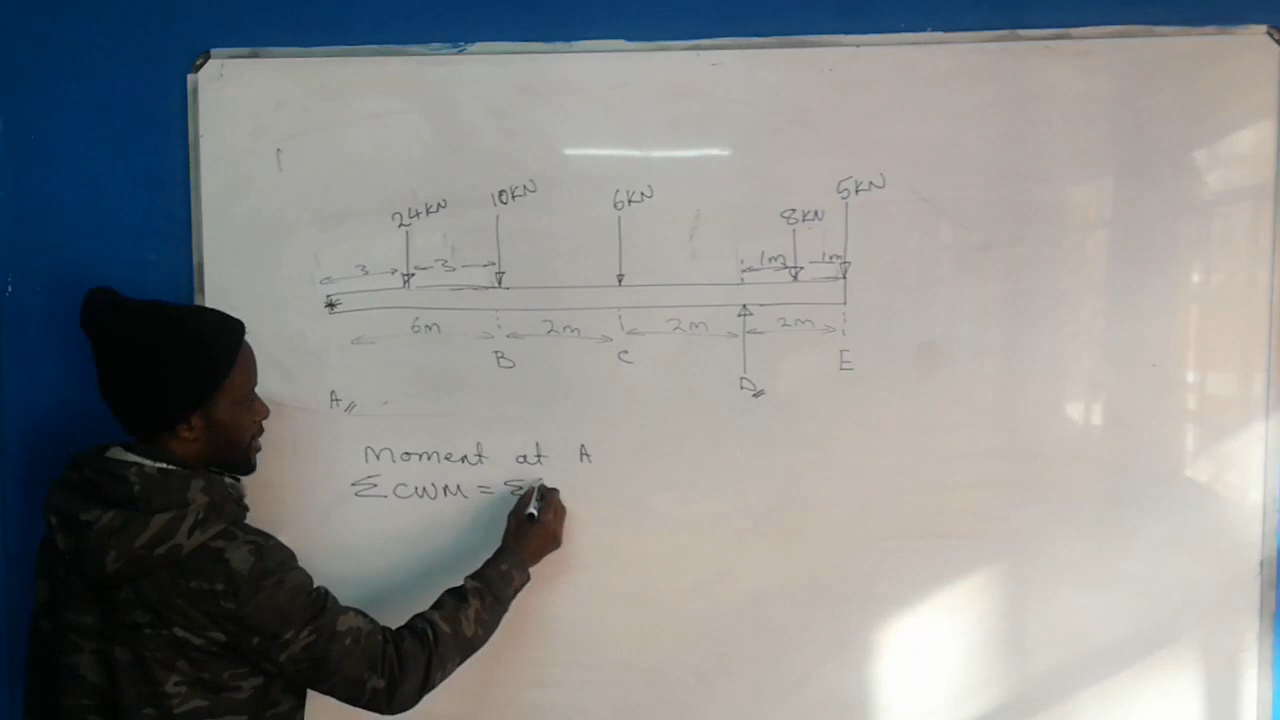 24KN 10KN 6KN 8KN 5KN
3 3 1m 1m
6m 2m 2m 2m
B C D E
A
Moment at A
ΣCWM = Σ